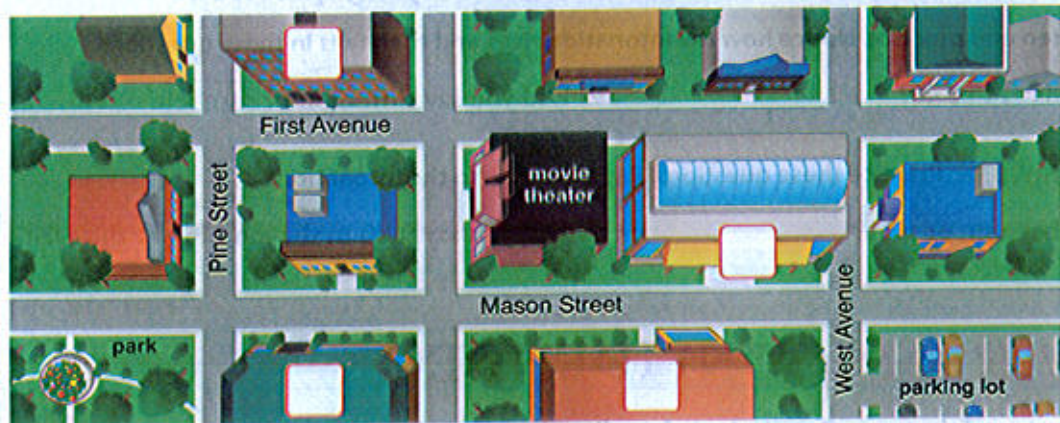 First Avenue
movie
theater
Pine Street
Mason Street
West Avenue
park
parking lot